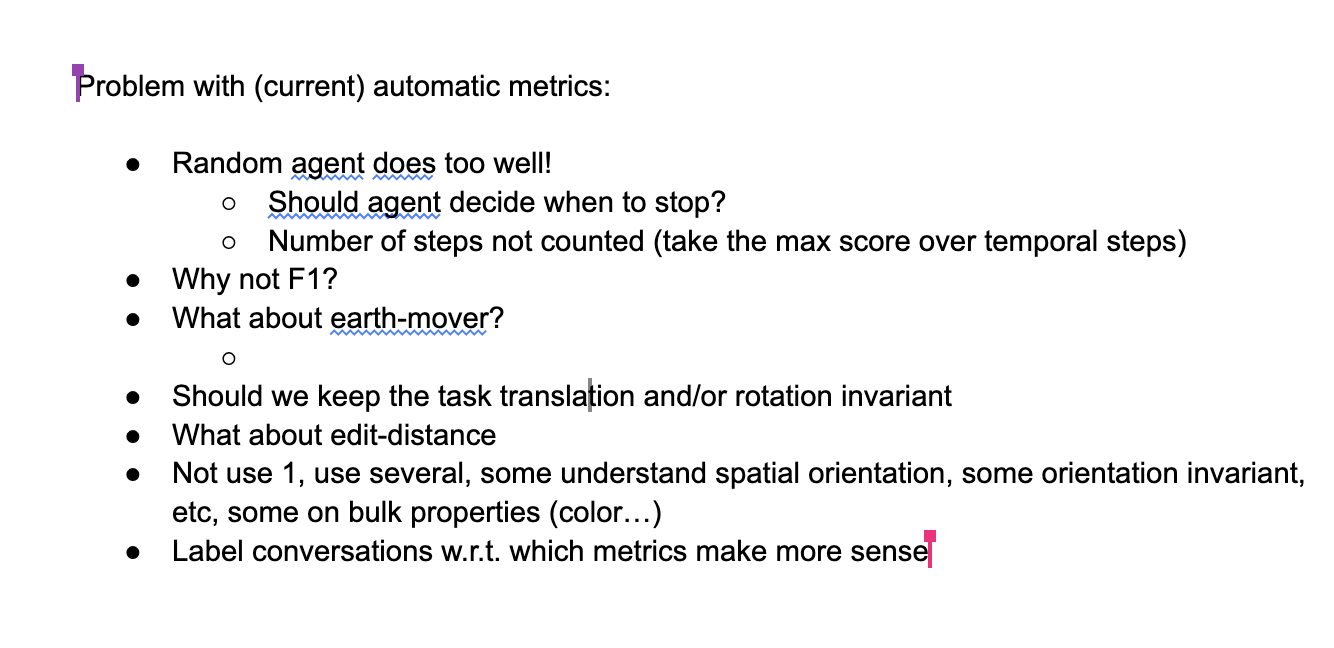 Problem with (current) automatic metrics:
● Random agent does too well!
○ Should agent decide when to stop?
○ Number of steps not counted (take the max score over temporal steps)
● Why not F1?
● What about earth-mover?
○
● Should we keep the task translation and/or rotation invariant
● What about edit-distance
● Not use 1, use several, some understand spatial orientation, some orientation invariant,
etc, some on bulk properties (color…)
● Label conversations w.r.t. which metrics make more sense